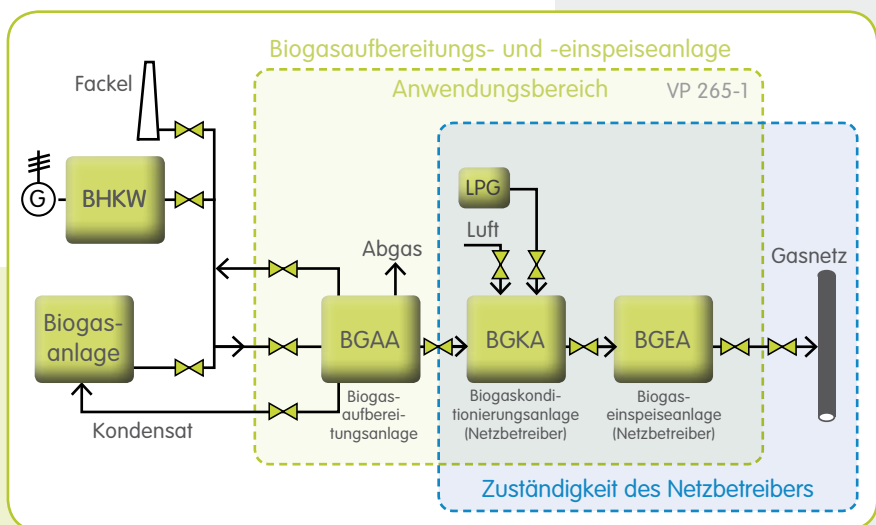 Biogasaufbereitungs- und -einspeiseanlage
Anwendungsbereich
VP 265-1
Fackel
G
BHKW
LPG
Luft
Abgas
Gasnetz
Biogas-
anlage
BGAA
BGKA
BGEA
Biogas-
aufberei-
tungsanlage
Biogaskondi-
tionierungsanlage
(Netzbetreiber)
Biogas-
einspeiseanlage
(Netzbetreiber)
Kondensat
Zuständigkeit des Netzbetreibers